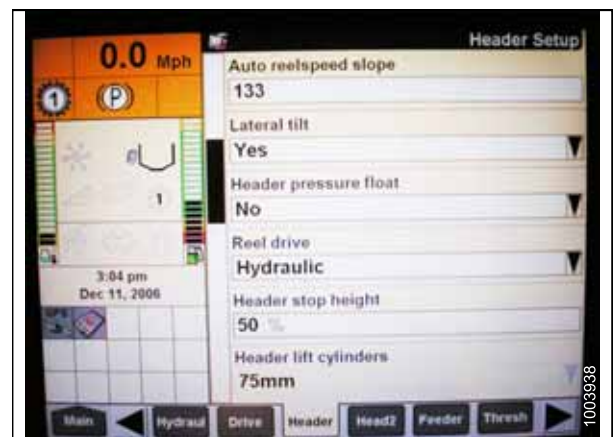 0.0 Mph
Header Setup
Auto reelspeed slope
133
1
(P)
Lateral tilt
Yes
1
Header pressure float
No
Reel drive
Hydraulic
3:04 pm
Dec 11, 2006
Header stop height
50 %
GPS
Header lift cylinders
75mm
Main
Hydraul
Drive
Header
Head2
Feeder
Thresh
1003938